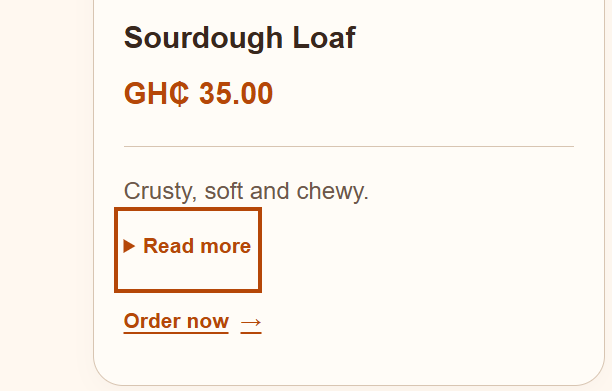 Sourdough Loaf
GH₵ 35.00
Crusty, soft and chewy.
▶ Read more
Order now →